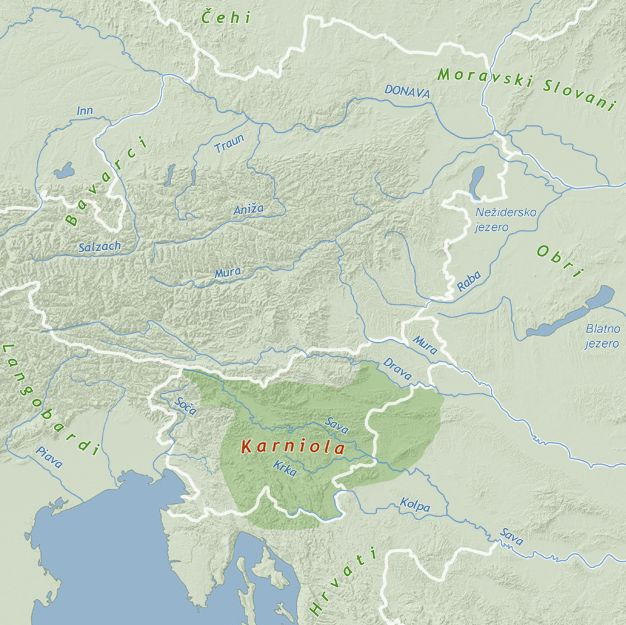 Čehi
Moravski Slovani
DONAVA
Inn
Traun
Bavarci
Aniža
Nežidersko
jezero
Salzach
Mura
Obri
Raba
Blatno
jezero
Mura
Langobardi
Drava
Soča
Sava
Karniola
Krka
Piava
Kolpa
Sava
Hrvati